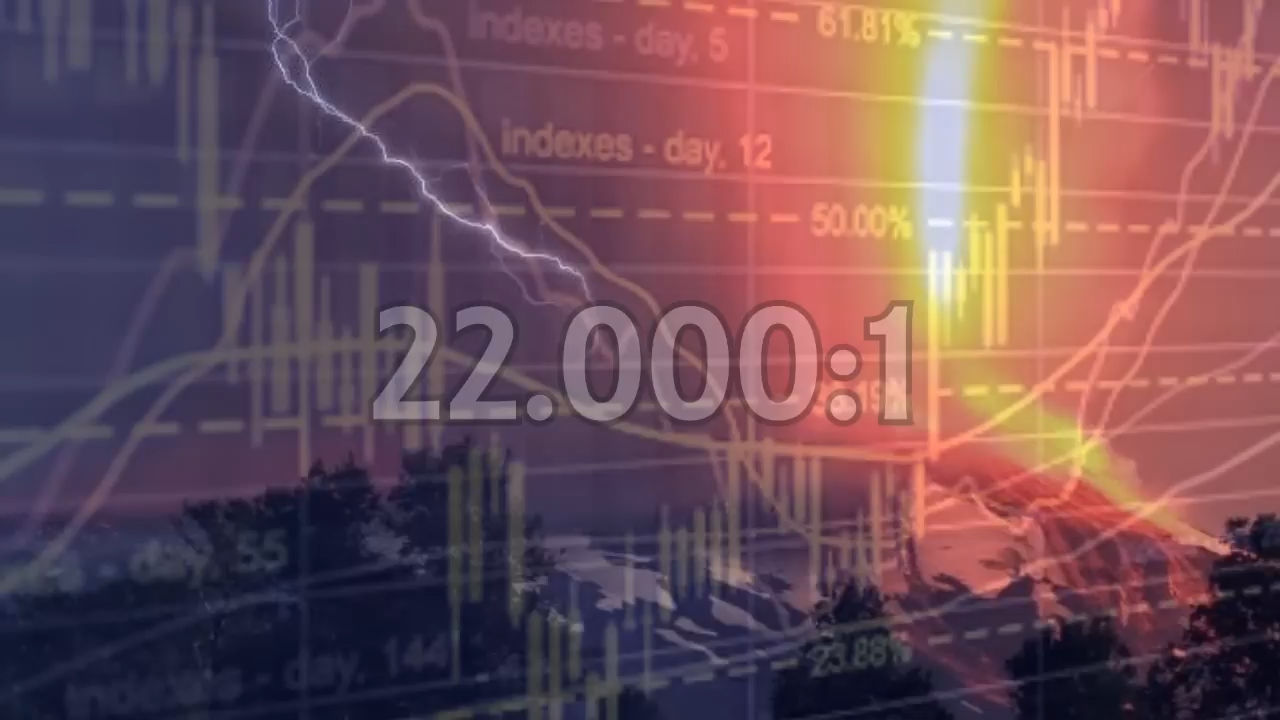 indexes - day. 5
61.81%
indexes - day. 12
50.00%
22.000:1
day. 55
indexes - day. 144
23.88%